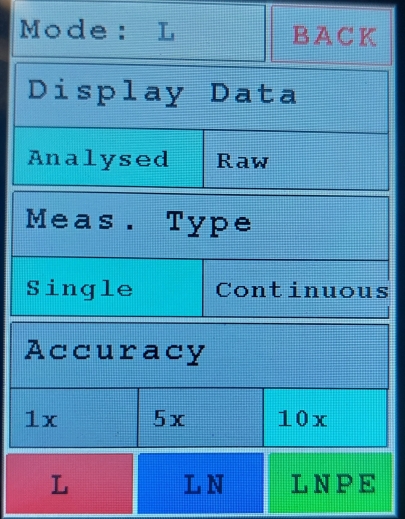 Mode: L BACK
Display Data
Analysed Raw
Meas. Type
Single Continuous
Accuracy
1x 5x 10x
L LN LNPE